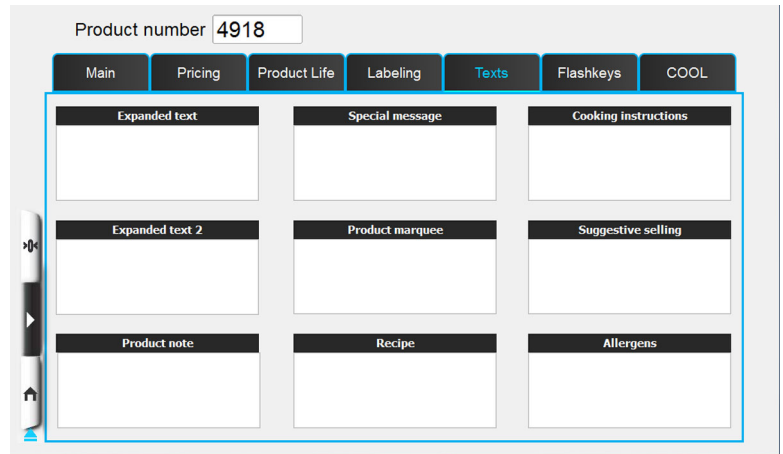 Product number 4918
Main Pricing Product Life Labeling Texts Flashkeys COOL
Expanded text Special message Cooking instructions
Expanded text 2 Product marquee Suggestive selling
>0<
Product note Recipe Allergens